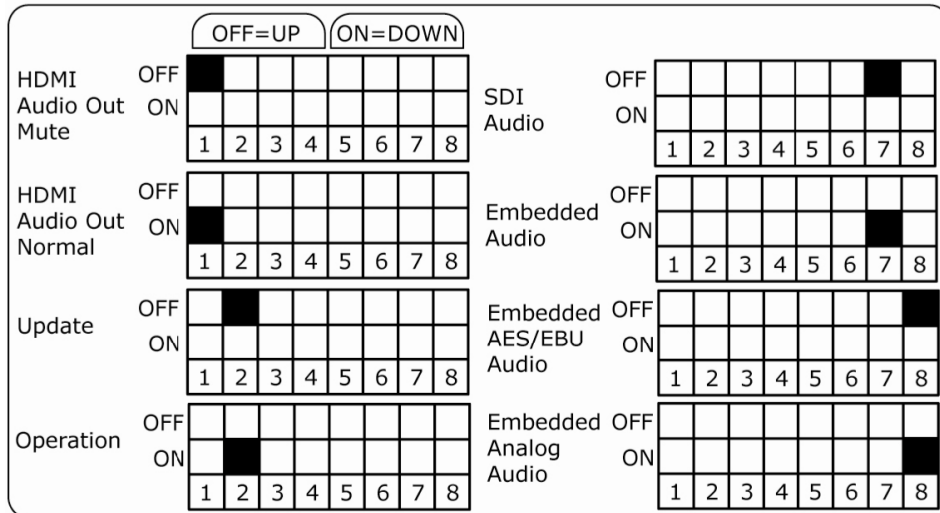 OFF=UP ON=DOWN
HDMI
Audio Out
Mute
OFF
ON
1 2 3 4 5 6 7 8
HDMI
Audio Out
Normal
OFF
ON
1 2 3 4 5 6 7 8
Update
OFF
ON
1 2 3 4 5 6 7 8
Operation
OFF
ON
1 2 3 4 5 6 7 8
SDI
Audio
OFF
ON
1 2 3 4 5 6 7 8
Embedded
Audio
OFF
ON
1 2 3 4 5 6 7 8
Embedded
AES/EBU
Audio
OFF
ON
1 2 3 4 5 6 7 8
Embedded
Analog
Audio
OFF
ON
1 2 3 4 5 6 7 8